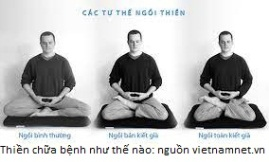 CÁC TƯ THẾ NGỒI THIỀN
Ngồi bình thường Ngồi bán kiết già Ngồi toàn kiết già
Thiền chữa bệnh như thế nào: nguồn vietnamnet.vn